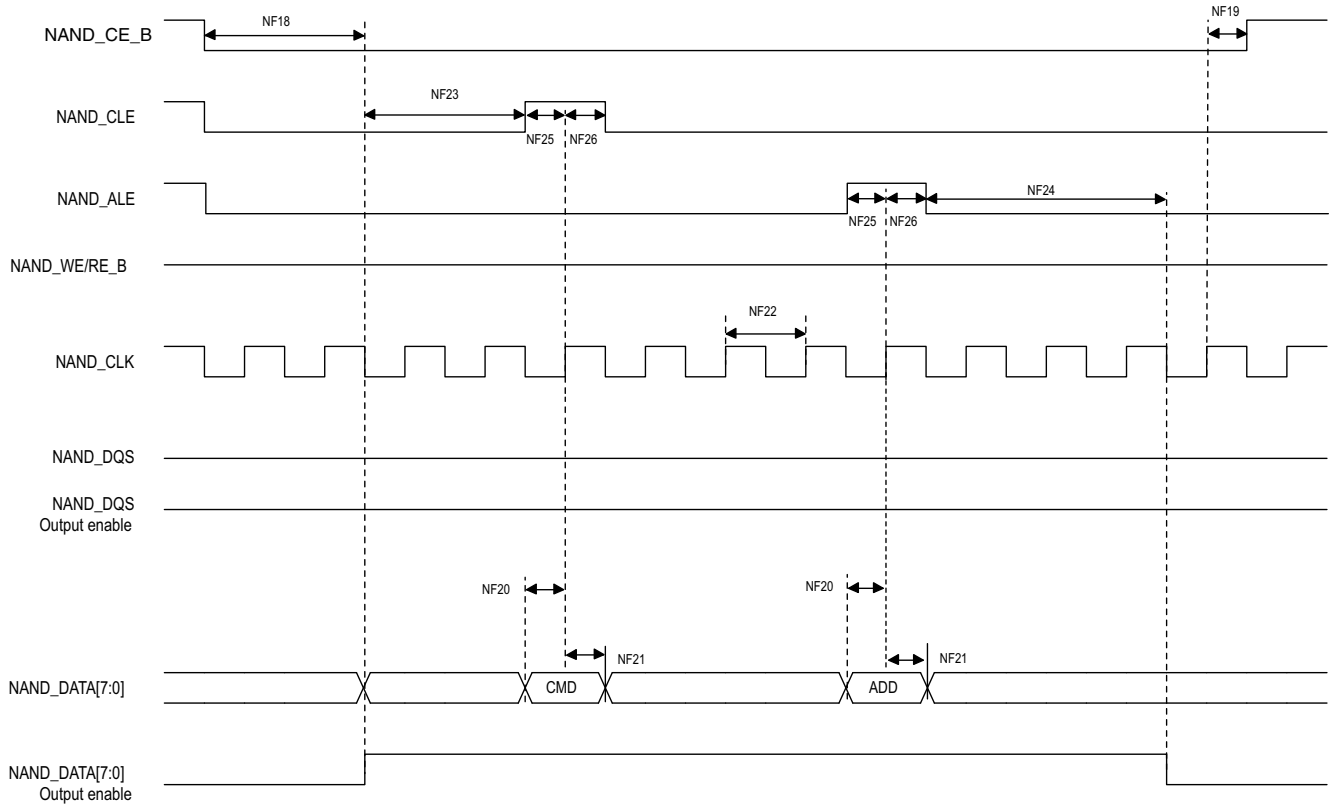 NF19
NF18
NAND_CE_B
NF23
NAND_CLE
NF25 NF26
NAND_ALE
NF24
NF25 NF26
NAND_WE/RE_B
NF22
NAND_CLK
NAND_DQS
NAND_DQS
Output enable
NF20
NF20
NF21
NF21
NAND_DATA[7:0]
CMD
ADD
NAND_DATA[7:0]
Output enable